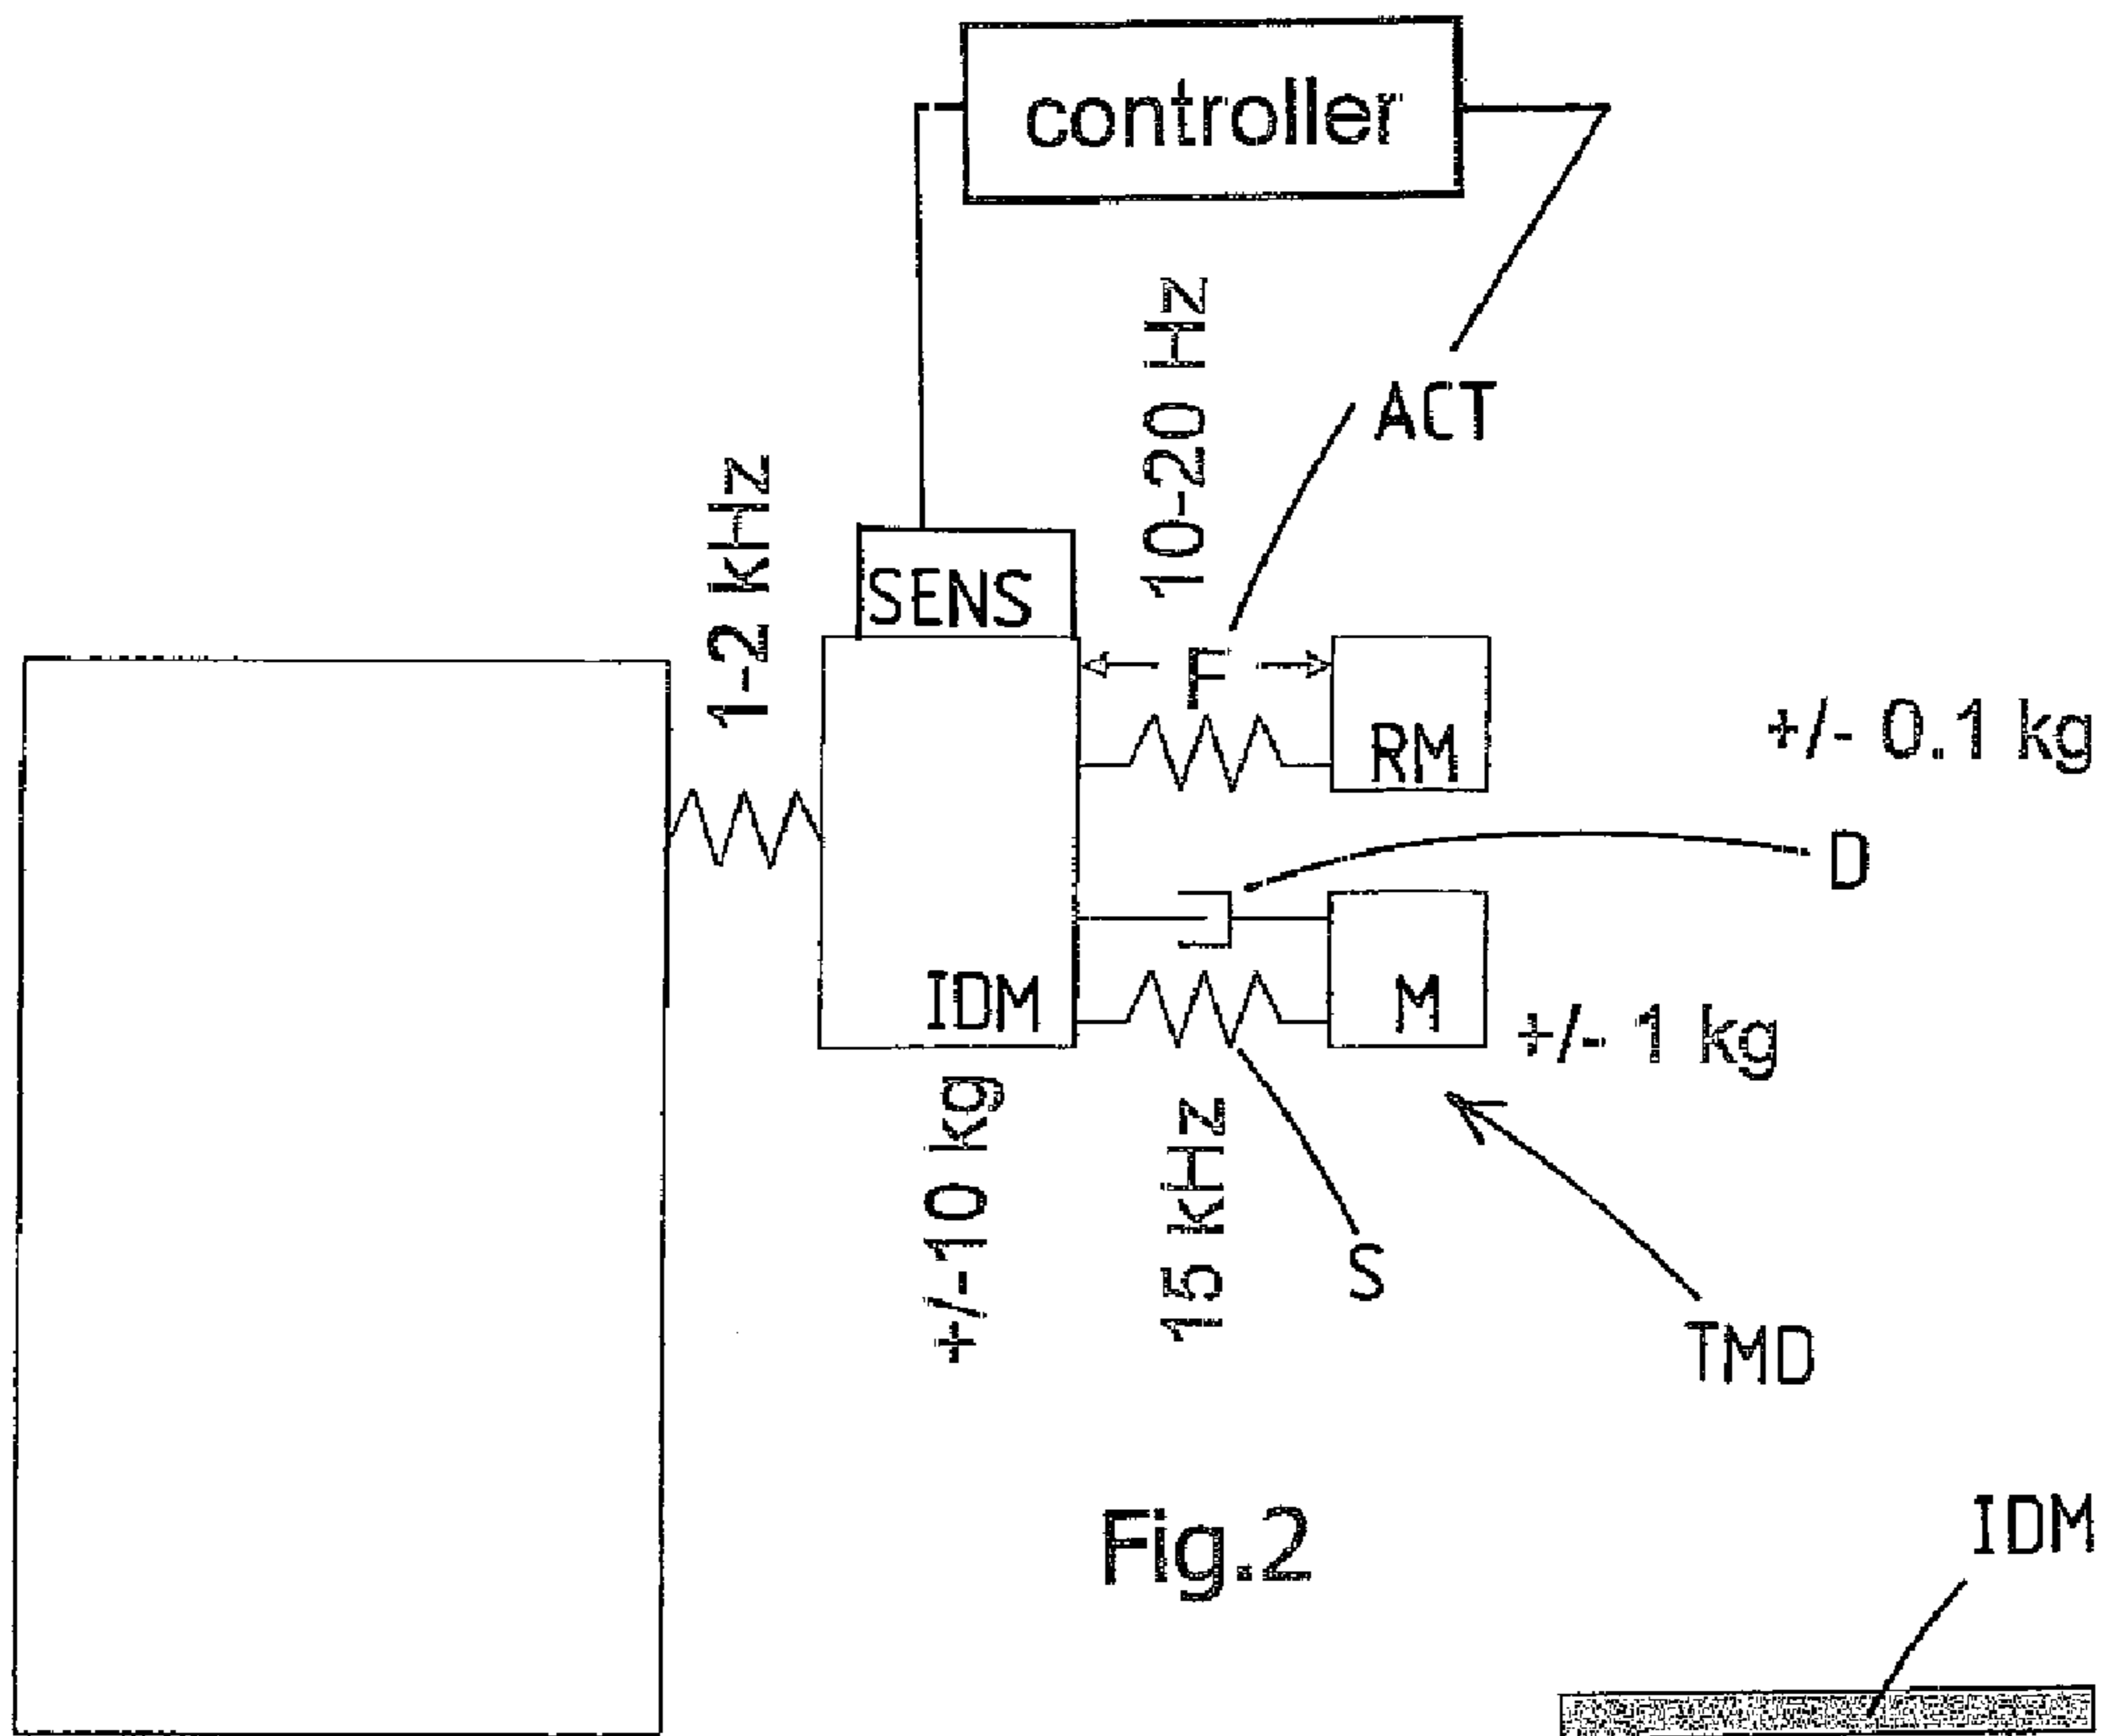 controller
10-20 Hz
ACT
1-2 kHz
SENS
F
RM
+/- 0.1 kg
D
IDM
M
+/- 1 kg
+/-10 kg
15 kHz
S
TMD
Fig.2
IDM